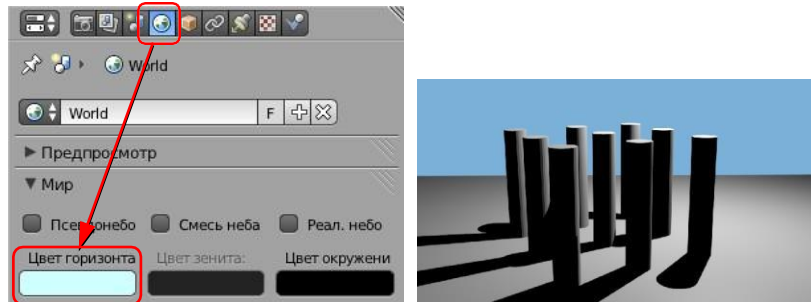 World
World F
Предпросмотр
Мир
Псевдонебо Смесь неба Реал. небо
Цвет горизонта Цвет зенита: Цвет окружени